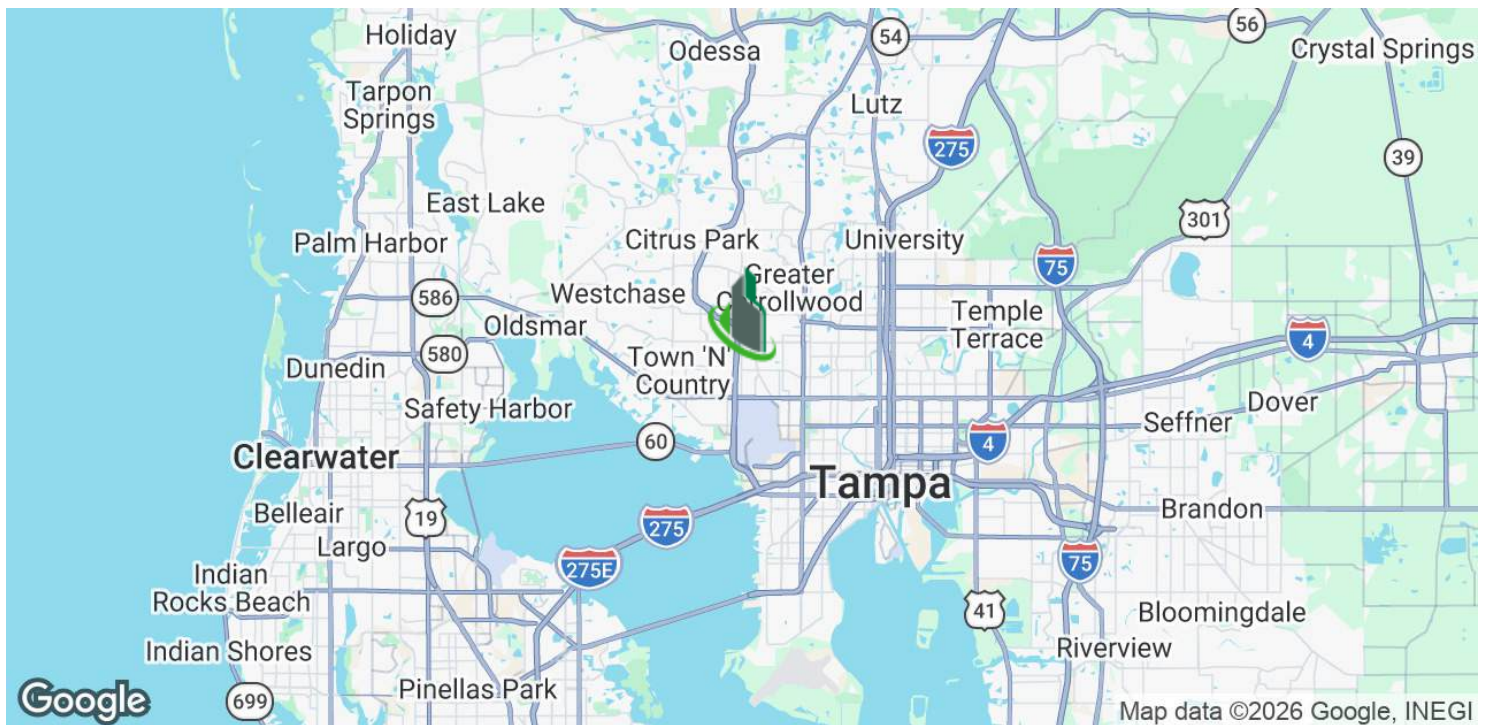 Holiday
Odessa
54
56
Crystal Springs
Tarpon
Springs
Lutz
275
39
East Lake
301
Palm Harbor
Citrus Park
University
75
Greater
586
Westchase
Temple
Terrace
Oldsmar
4
580
Town 'N'
Country
Dunedin
Dover
Safety Harbor
Seffner
60
4
Clearwater
Tampa
Belleair
19
275
Brandon
Largo
275E
75
Indian
Rocks Beach
41
Bloomingdale
Indian Shores
Riverview
Pinellas Park
699
Google
Map data ©2026 Google, INEGI